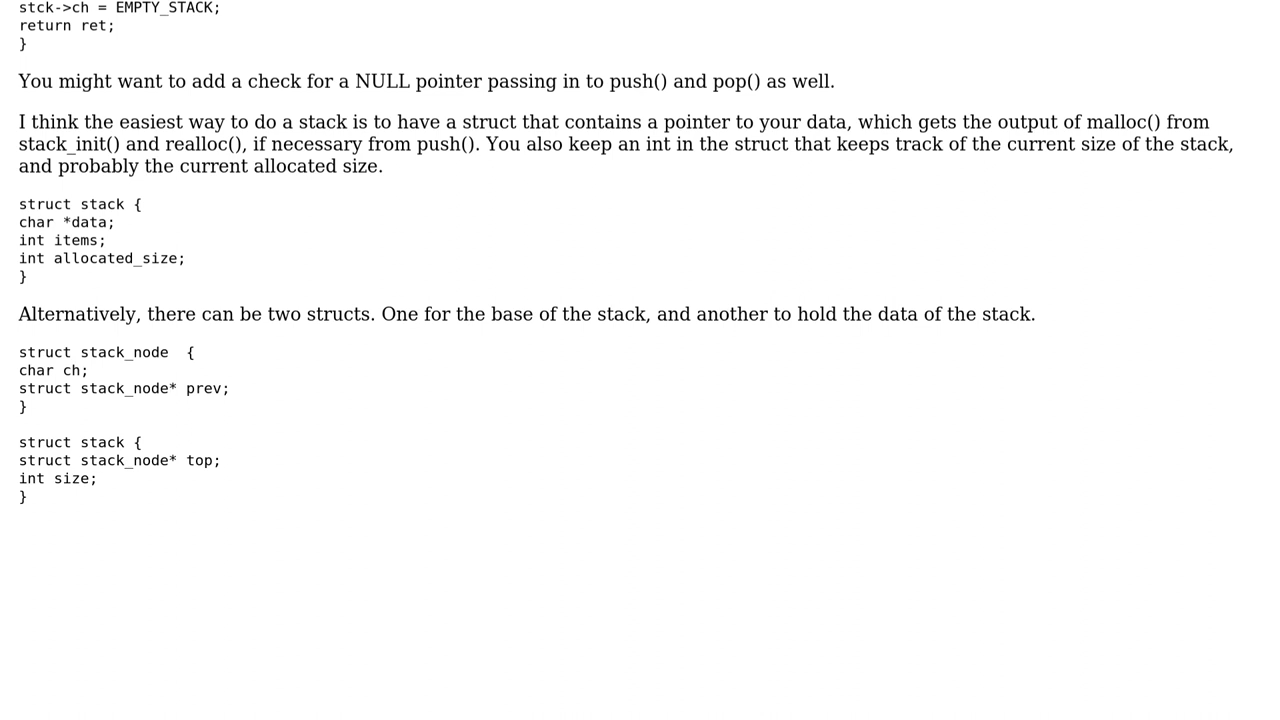 stck->ch = EMPTY_STACK;
return ret;
}
You might want to add a check for a NULL pointer passing in to push() and pop() as well.
I think the easiest way to do a stack is to have a struct that contains a pointer to your data, which gets the output of malloc() from
stack_init() and realloc(), if necessary from push(). You also keep an int in the struct that keeps track of the current size of the stack,
and probably the current allocated size.
struct stack {
char *data;
int items;
int allocated_size;
}
Alternatively, there can be two structs. One for the base of the stack, and another to hold the data of the stack.
struct stack_node  {
char ch;
struct stack_node* prev;
}
struct stack {
struct stack_node* top;
int size;
}